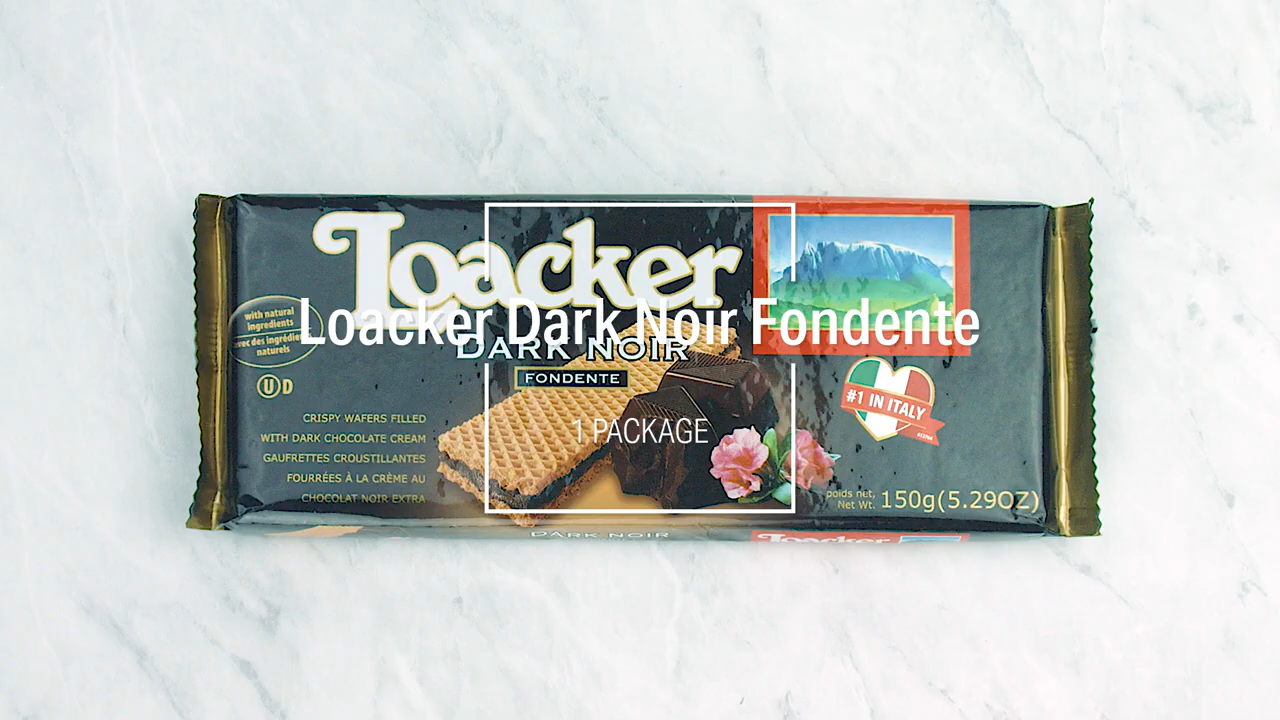 Loacker
Loacker Dark Noir Fondente
DARK NOIR
FONDENTE
1 PACKAGE
with natural
ingredients
avec des ingrédients
naturels
U D
CRISPY WAFERS FILLED
WITH DARK CHOCOLATE CREAM
GAUFRETTES CROUSTILLANTES
FOURRÉES À LA CRÈME AU
CHOCOLAT NOIR EXTRA
#1 IN ITALY
poids net,
Net Wt. 150g(5.29OZ)
DARK NOIR
Loacker